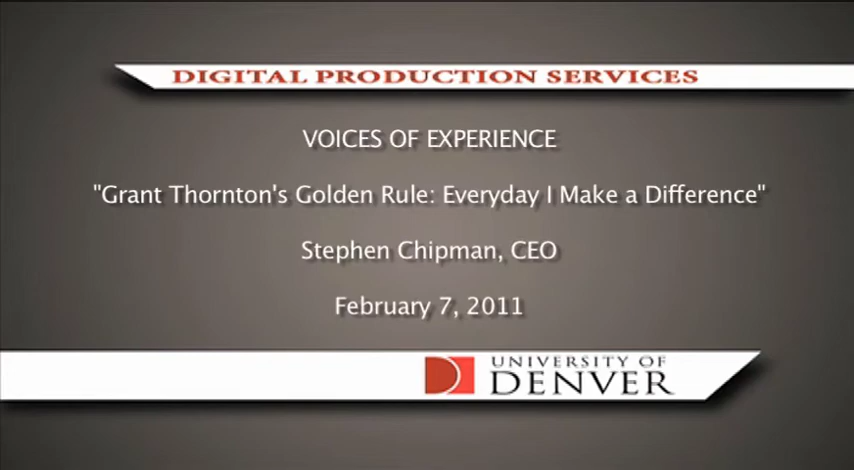 DIGITAL PRODUCTION SERVICES
VOICES OF EXPERIENCE
"Grant Thornton's Golden Rule: Everyday I Make a Difference"
Stephen Chipman, CEO
February 7, 2011
UNIVERSITY OF
DENVER